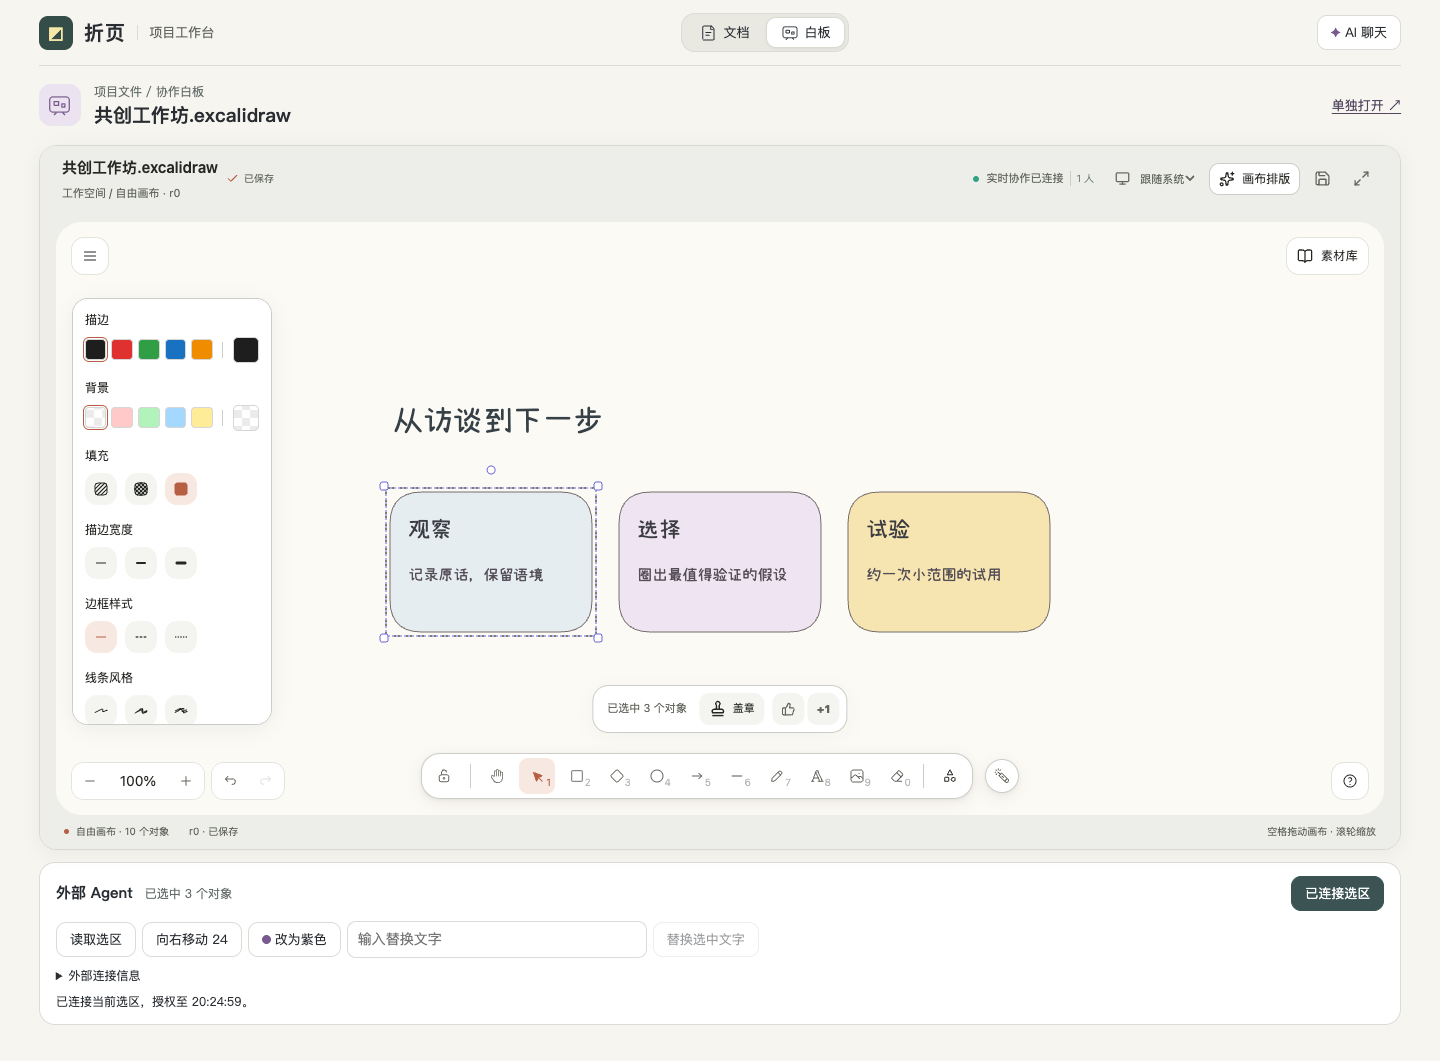 折页 项目工作台
文档 白板
AI 聊天
项目文件 / 协作白板
共创工作坊.excalidraw
单独打开 ↗
共创工作坊.excalidraw
已保存
工作空间 / 自由画布 · r0
实时协作已连接 1 人
跟随系统
画布排版
素材库
描边
背景
填充
描边宽度
边框样式
线条风格
从访谈到下一步
观察
记录原话，保留语境
选择
圈出最值得验证的假设
试验
约一次小范围的试用
已选中 3 个对象 盖章 +1
100%
1 2 3 4 5 6 7 A 8 9 0
自由画布 · 10 个对象 r0 · 已保存
空格拖动画布 · 滚轮缩放
外部 Agent 已选中 3 个对象
已连接选区
读取选区 向右移动 24 改为紫色 输入替换文字 替换选中文字
外部连接信息
已连接当前选区，授权至 20:24:59。